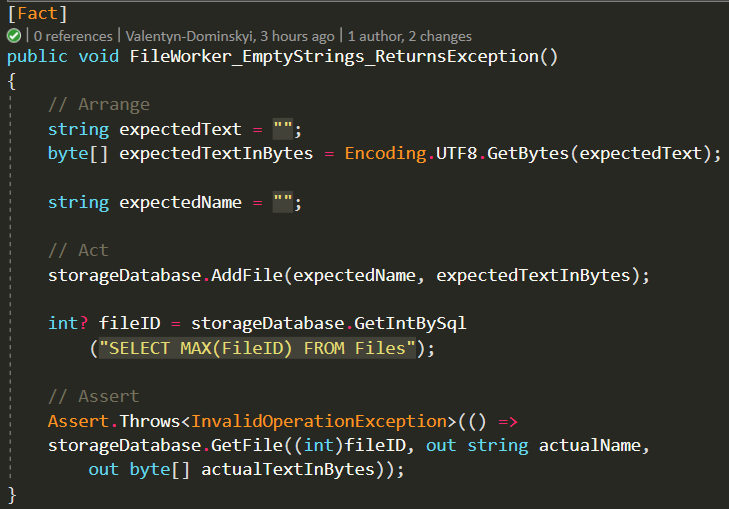 [Fact]
0 references | Valentyn-Dominskyi, 3 hours ago | 1 author, 2 changes
public void FileWorker_EmptyStrings_ReturnsException()
{
    // Arrange
    string expectedText = "";
    byte[] expectedTextInBytes = Encoding.UTF8.GetBytes(expectedText);

    string expectedName = "";

    // Act
    storageDatabase.AddFile(expectedName, expectedTextInBytes);

    int? fileID = storageDatabase.GetIntBySql
        ("SELECT MAX(FileID) FROM Files");

    // Assert
    Assert.Throws<InvalidOperationException>(() =>
    storageDatabase.GetFile((int)fileID, out string actualName,
        out byte[] actualTextInBytes));
}